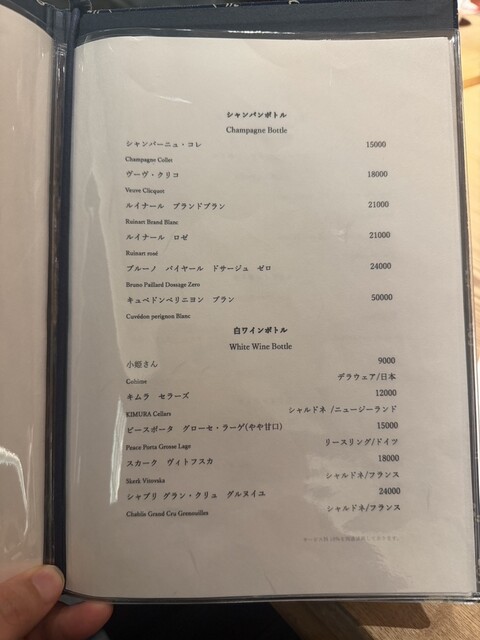 シャンパンボトル
Champagne Bottle
シャンパーニュ・コレ 15000
Champagne Collet
ヴーヴ・クリコ 18000
Veuve Clicquot
ルイナール ブランドブラン 21000
Ruinart Brand Blanc
ルイナール ロゼ 21000
Ruinart rosé
ブルーノ パイヤール ドサージュ ゼロ 24000
Bruno Paillard Dousage Zero
キュベドンペリニヨン ブラン 50000
Cuvédon perignon Blanc
白ワインボトル
White Wine Bottle
小姫さん 9000
Cohime デラウェア/日本
キムラ セラーズ 12000
KIMURA Cellars シャルドネ /ニュージーランド
ピースポータ グローセ・ラーゲ(やや甘口) 15000
Peace Porta Grosse Lage リースリング/ドイツ
スカーク ヴィトフスカ 18000
Skerk Vitovska シャルドネ/フランス
シャブリ グラン・クリュ グルヌイユ 24000
Chablis Grand Cru Grenouilles シャルドネ/フランス